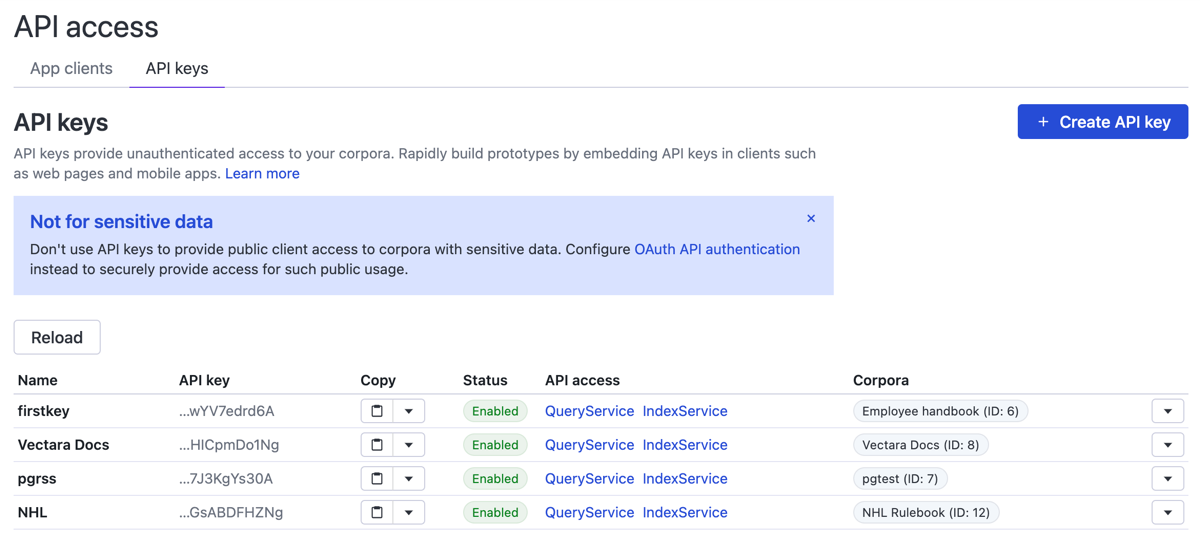 API access
App clients API keys
API keys
+ Create API key
API keys provide unauthenticated access to your corpora. Rapidly build prototypes by embedding API keys in clients such
as web pages and mobile apps. Learn more
Not for sensitive data
Don't use API keys to provide public client access to corpora with sensitive data. Configure OAuth API authentication
instead to securely provide access for such public usage.
Reload
Name API key Copy Status API access Corpora
firstkey ...wYV7edrd6A Enabled QueryService IndexService Employee handbook (ID: 6)
Vectara Docs ...HlCpmDo1Ng Enabled QueryService IndexService Vectara Docs (ID: 8)
pgrss ...7J3KgYs30A Enabled QueryService IndexService pgtest (ID: 7)
NHL ...GsABDFHZNg Enabled QueryService IndexService NHL Rulebook (ID: 12)